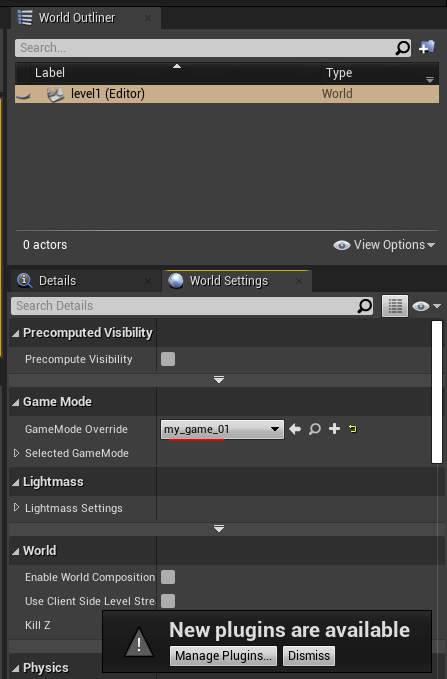 World Outliner
Search...
Label Type
level1 (Editor) World
0 actors View Options
Details World Settings
Search Details
Precomputed Visibility
Precompute Visibility
Game Mode
GameMode Override my_game_01
Selected GameMode
Lightmass
Lightmass Settings
World
Enable World Composition
Use Client Side Level Stre
Kill Z
New plugins are available
Manage Plugins... Dismiss
Physics